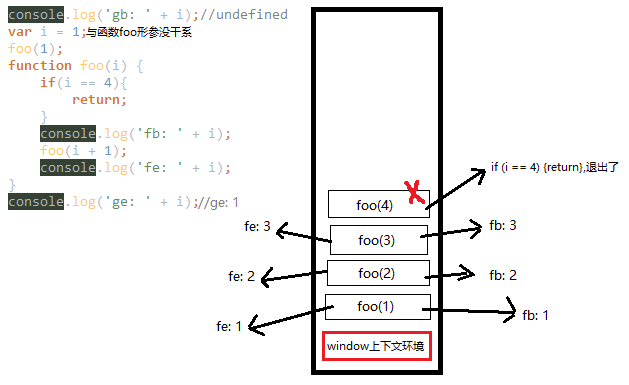 console.log('gb: ' + i);//undefined
var i = 1;与函数foo形参没干系
foo(1);
function foo(i) {
    if(i == 4){
        return;
    }
    console.log('fb: ' + i);
    foo(i + 1);
    console.log('fe: ' + i);
}
console.log('ge: ' + i);//ge: 1
if (i == 4) {return},退出了
foo(4)
fe: 3
foo(3)
fb: 3
fe: 2
foo(2)
fb: 2
fe: 1
foo(1)
fb: 1
window上下文环境